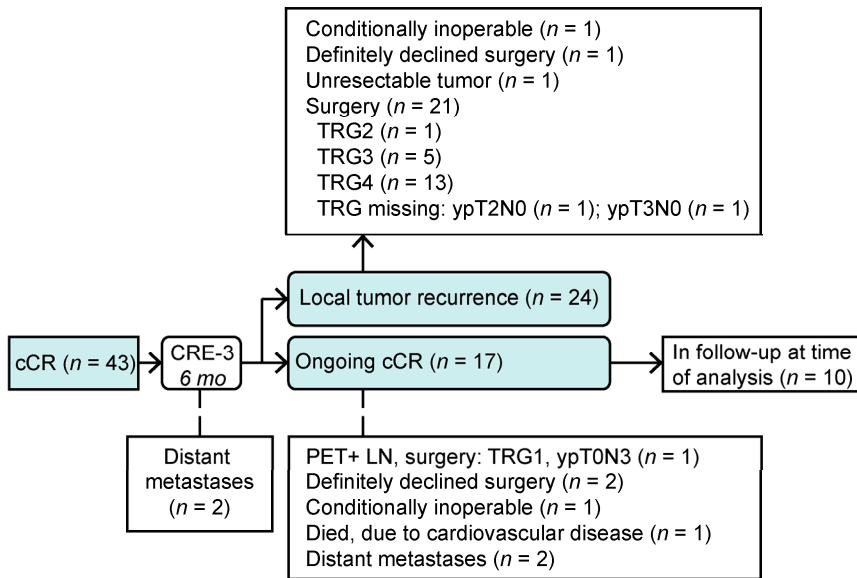 Conditionally inoperable (n = 1)
Definitely declined surgery (n = 1)
Unresectable tumor (n = 1)
Surgery (n = 21)
TRG2 (n = 1)
TRG3 (n = 5)
TRG4 (n = 13)
TRG missing: ypT2N0 (n = 1); ypT3N0 (n = 1)
Local tumor recurrence (n = 24)
cCR (n = 43)
CRE-3
6 mo
Ongoing cCR (n = 17)
In follow-up at time
of analysis (n = 10)
Distant
metastases
(n = 2)
PET+ LN, surgery: TRG1, ypT0N3 (n = 1)
Definitely declined surgery (n = 2)
Conditionally inoperable (n = 1)
Died, due to cardiovascular disease (n = 1)
Distant metastases (n = 2)